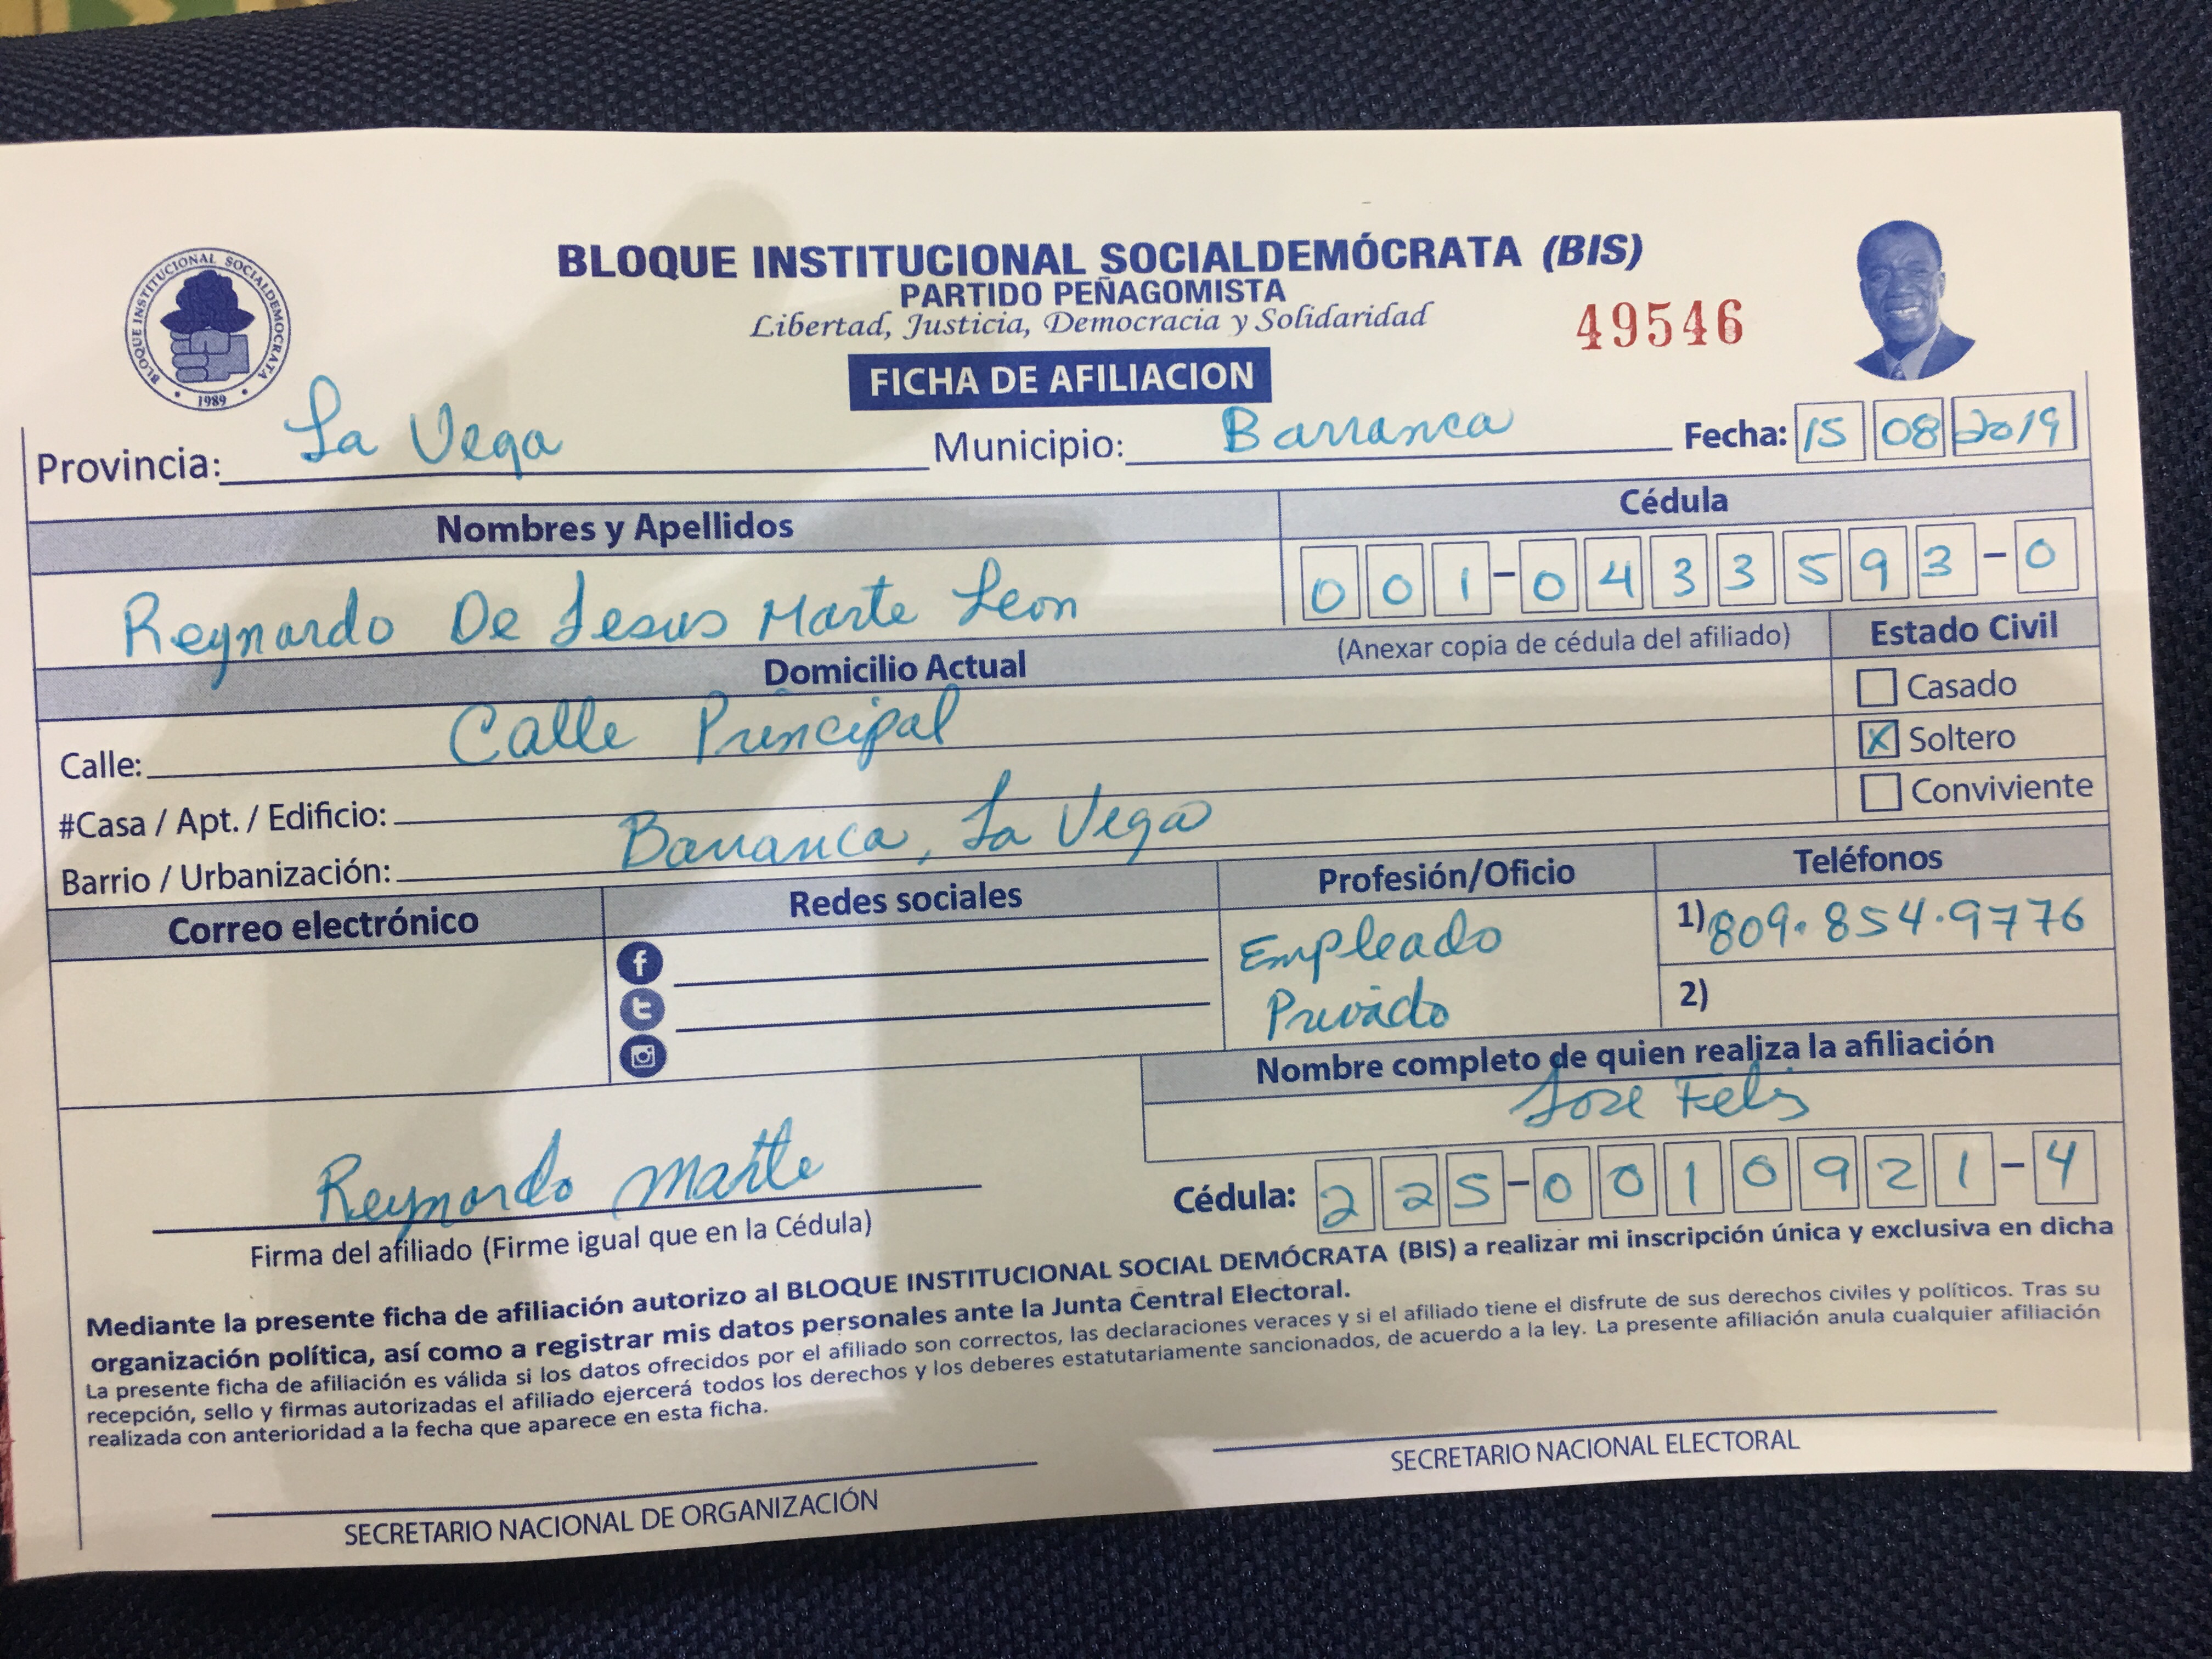 BLOQUE INSTITUCIONAL SOCIALDEMÓCRATA
1989
BLOQUE INSTITUCIONAL SOCIALDEMÓCRATA (BIS)
PARTIDO PEÑAGOMISTA
Libertad, Justicia, Democracia y Solidaridad
49546
FICHA DE AFILIACION
Provincia: La Vega Municipio: Barranca Fecha: 15 08 2019
Nombres y Apellidos Cédula
Reynardo De Jesus Marte Leon 001-0433593-0
(Anexar copia de cédula del afiliado) Estado Civil
Domicilio Actual
Casado
Calle: Calle Principal
X Soltero
#Casa / Apt. / Edificio:
Conviviente
Barrio / Urbanización: Barranca, La Vega
Correo electrónico Redes sociales Profesión/Oficio Teléfonos
Empleado
Privado
1) 809.854.9776
2)
Nombre completo de quien realiza la afiliación
Jose Felis
Reynardo Marte
Firma del afiliado (Firme igual que en la Cédula)
Cédula: 225-0010921-4
Mediante la presente ficha de afiliación autorizo al BLOQUE INSTITUCIONAL SOCIAL DEMÓCRATA (BIS) a realizar mi inscripción única y exclusiva en dicha
organización política, así como a registrar mis datos personales ante la Junta Central Electoral.
La presente ficha de afiliación es válida si los datos ofrecidos por el afiliado son correctos, las declaraciones veraces y si el afiliado tiene el disfrute de sus derechos civiles y políticos. Tras su
recepción, sello y firmas autorizadas el afiliado ejercerá todos los derechos y los deberes estatutariamente sancionados, de acuerdo a la ley. La presente afiliación anula cualquier afiliación
realizada con anterioridad a la fecha que aparece en esta ficha.
SECRETARIO NACIONAL DE ORGANIZACIÓN
SECRETARIO NACIONAL ELECTORAL